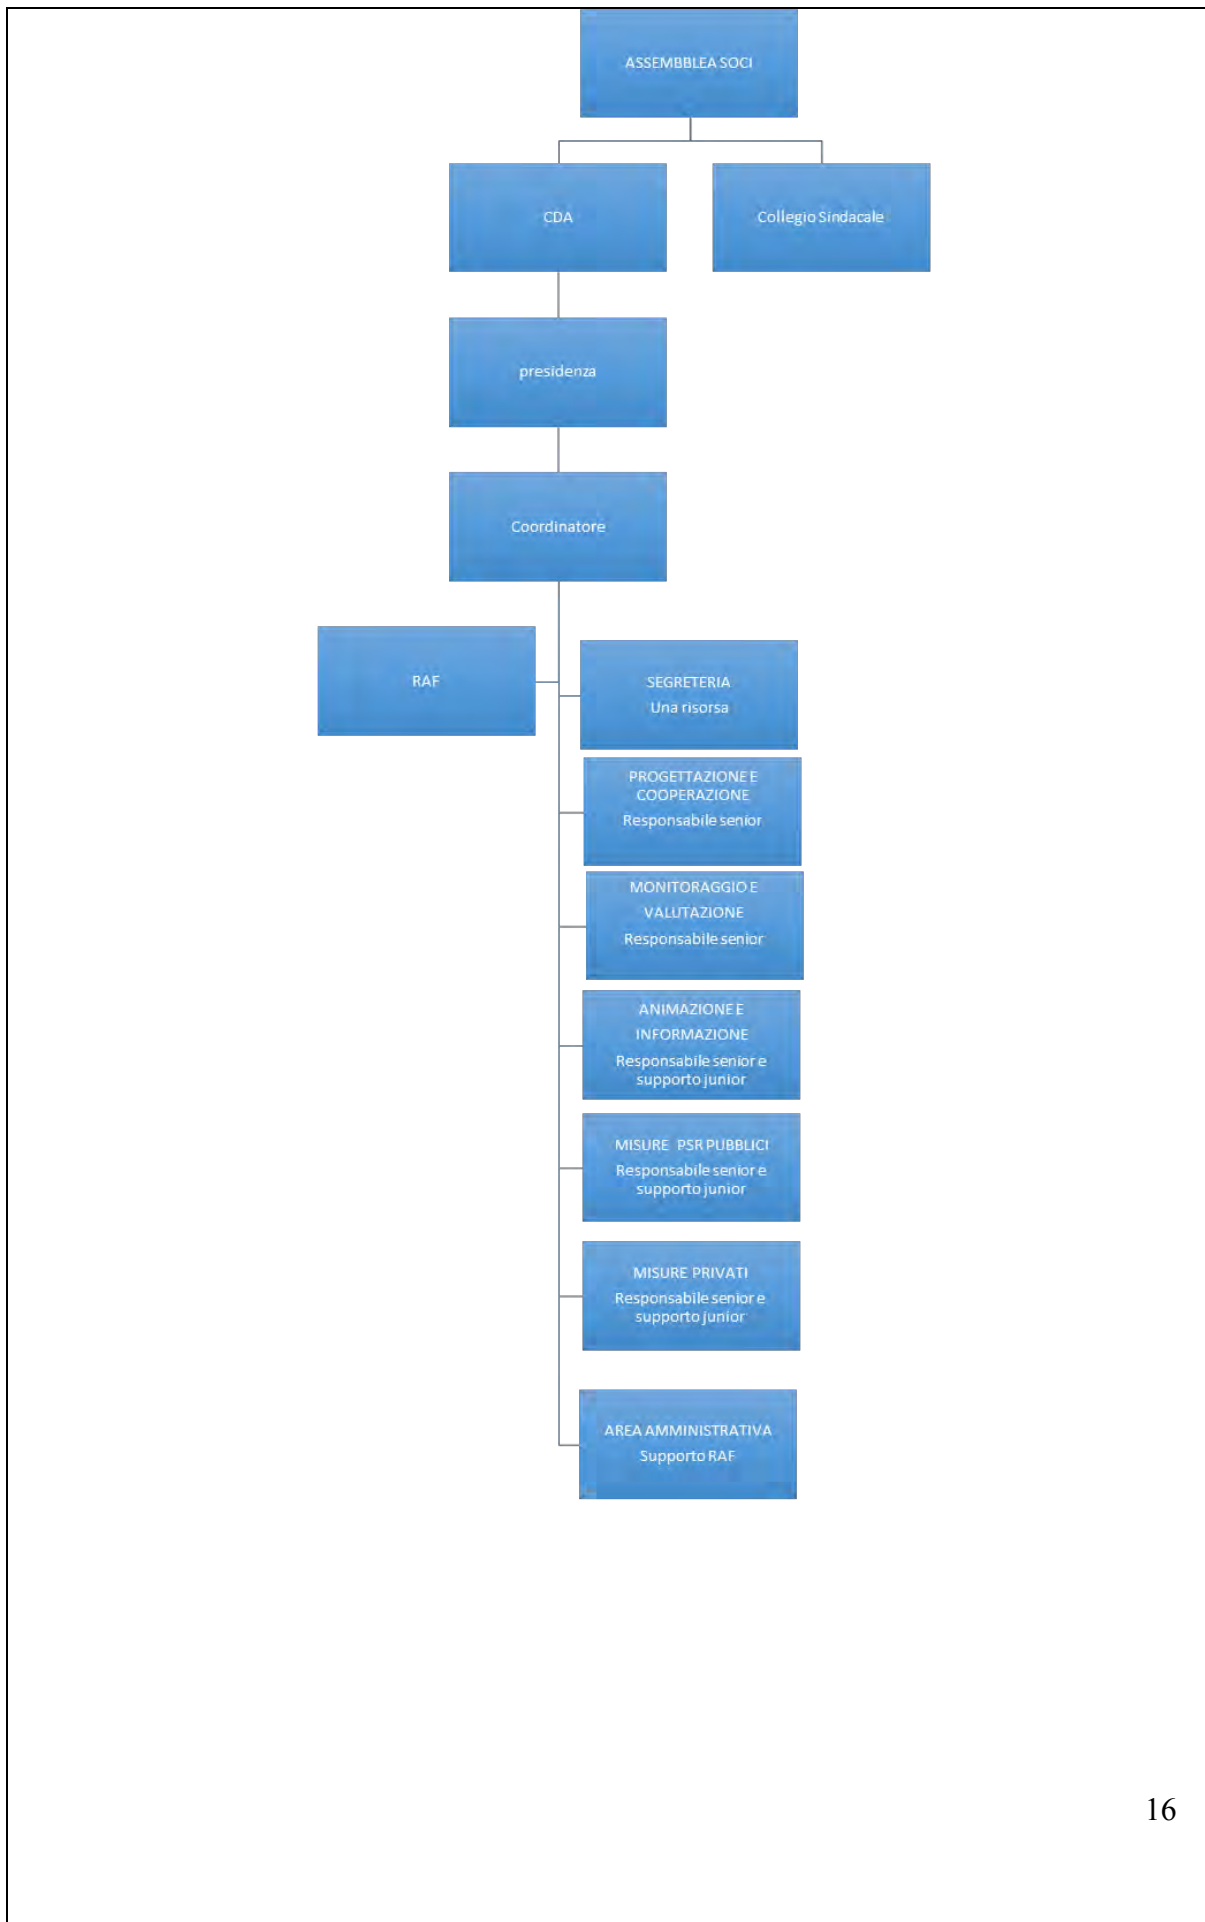 ASSEMBBLEA SOCI
CDA
Collegio Sindacale
presidenza
Coordinatore
RAF
SEGRETERIA
Una risorsa
PROGETTAZIONE E
COOPERAZIONE
Responsabile senior
MONITORAGGIO E
VALUTAZIONE
Responsabile senior
ANIMAZIONE E
INFORMAZIONE
Responsabile senior e
supporto junior
MISURE PSR PUBBLICI
Responsabile senior e
supporto junior
MISURE PRIVATI
Responsabile senior e
supporto junior
AREA AMMINISTRATIVA
Supporto RAF
16